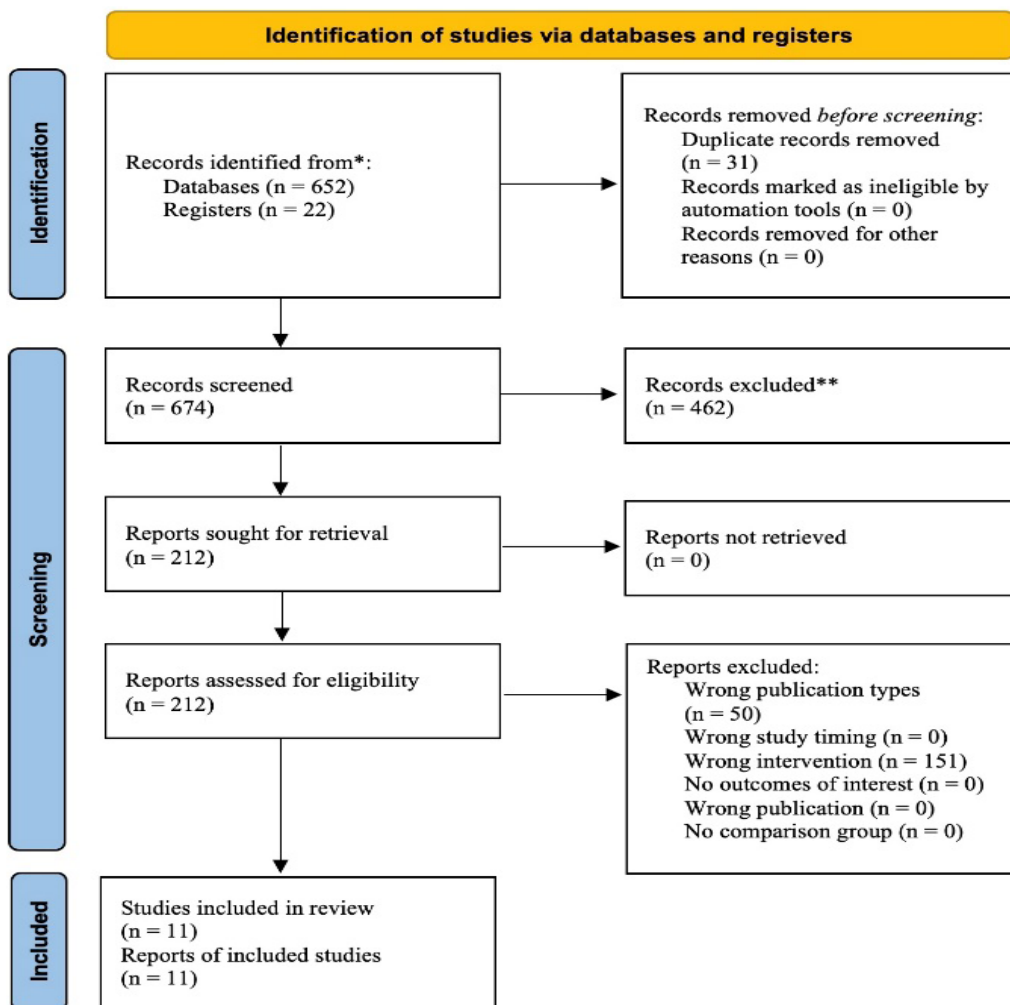 Identification of studies via databases and registers
Identification
Records identified from*:
Databases (n = 652)
Registers (n = 22)
Records removed before screening:
Duplicate records removed
(n = 31)
Records marked as ineligible by
automation tools (n = 0)
Records removed for other
reasons (n = 0)
Screening
Records screened
(n = 674)
Records excluded**
(n = 462)
Reports sought for retrieval
(n = 212)
Reports not retrieved
(n = 0)
Reports assessed for eligibility
(n = 212)
Reports excluded:
Wrong publication types
(n = 50)
Wrong study timing (n = 0)
Wrong intervention (n = 151)
No outcomes of interest (n = 0)
Wrong publication (n = 0)
No comparison group (n = 0)
Included
Studies included in review
(n = 11)
Reports of included studies
(n = 11)